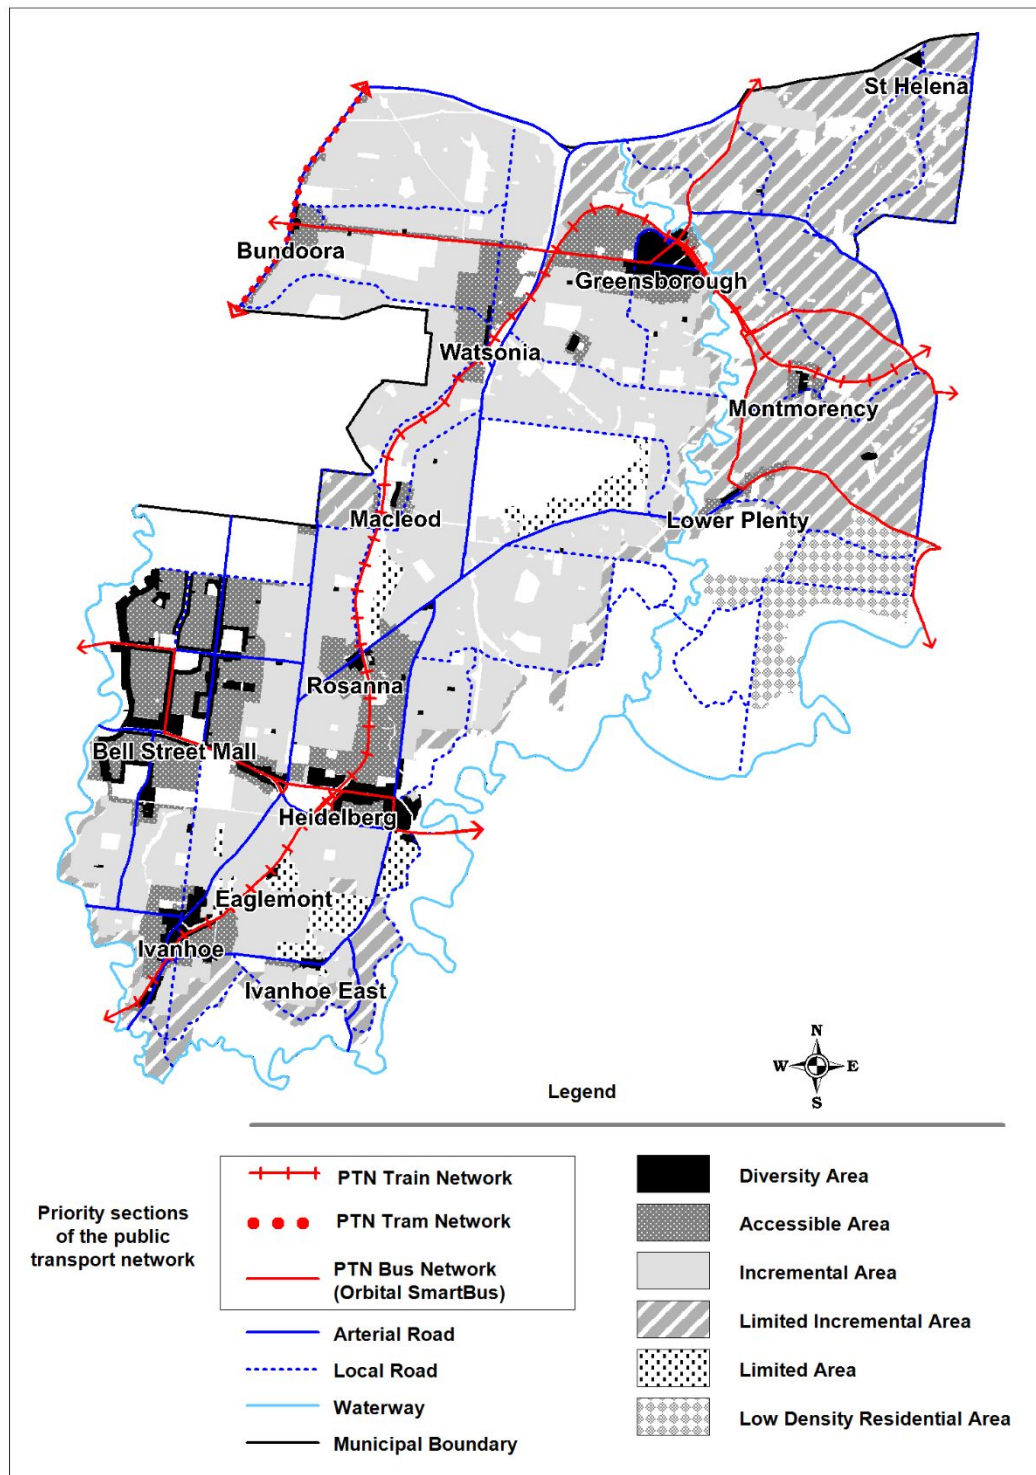 St Helena
Bundoora
Greensborough
Watsonia
Montmorency
Macleod
Lower Plenty
Rosanna
Bell Street Mall
Heidelberg
Eaglemont
Ivanhoe
Ivanhoe East
N
W E
S
Legend
Priority sections
of the public
transport network
PTN Train Network
PTN Tram Network
PTN Bus Network
(Orbital SmartBus)
Arterial Road
Local Road
Waterway
Municipal Boundary
Diversity Area
Accessible Area
Incremental Area
Limited Incremental Area
Limited Area
Low Density Residential Area